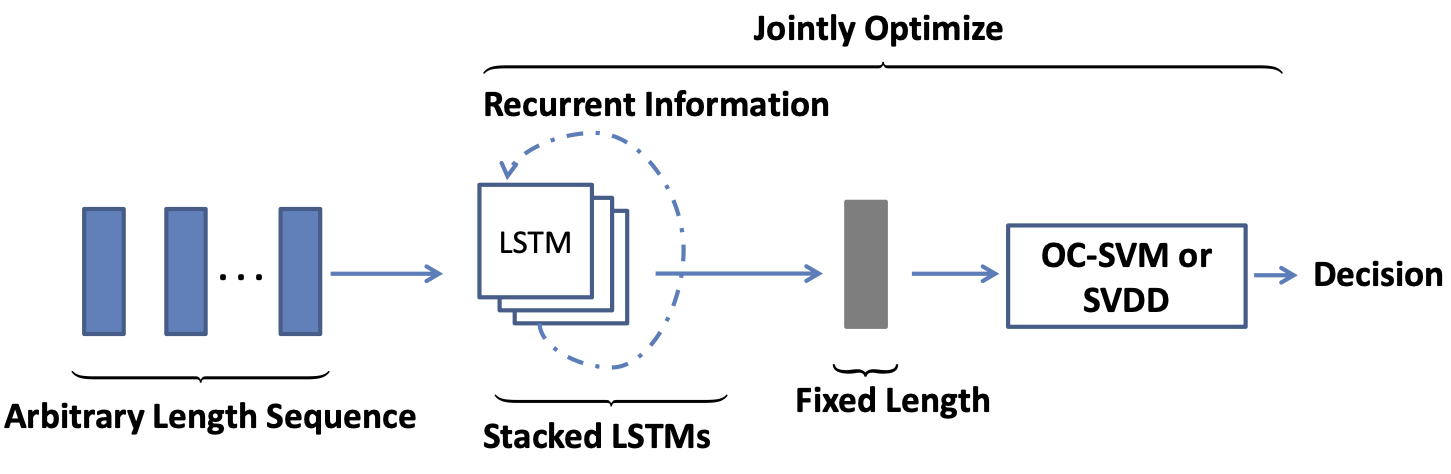 Jointly Optimize
Recurrent Information
LSTM
...
OC-SVM or
SVDD
Decision
Arbitrary Length Sequence
Stacked LSTMs
Fixed Length